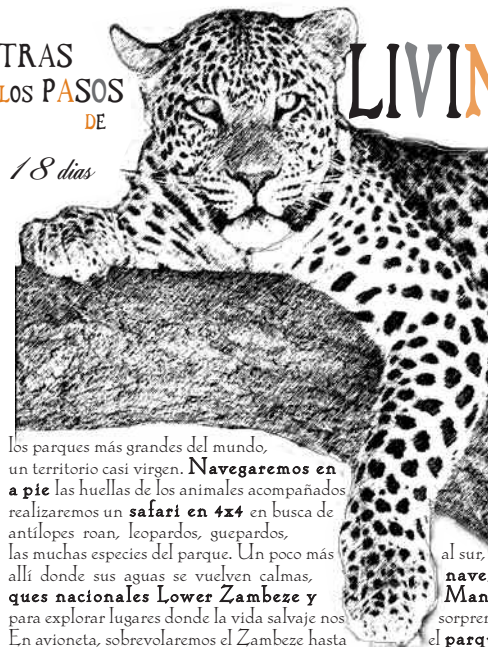 TRAS
LOS PASOS
DE
LIVIN
18 dias
los parques más grandes del mundo,
un territorio casi virgen. Navegaremos en
a pie las huellas de los animales acompañados
realizaremos un safari en 4x4 en busca de
antílopes roan, leopardos, guepardos,
las muchas especies del parque. Un poco más al sur,
allí donde sus aguas se vuelven calmas, nave
ques nacionales Lower Zambeze y Man
para explorar lugares donde la vida salvaje nos sorpren
En avioneta, sobrevolaremos el Zambeze hasta el parq